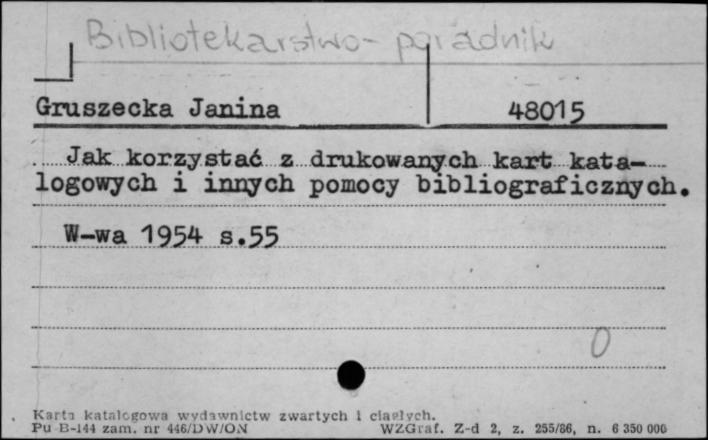 Bibliotekarstwo - poradnik
Gruszecka Janina 48015
Jak korzystać z drukowanych kart kata-
logowych i innych pomocy bibliograficznych.
W-wa 1954 s.55
0
Karta katalogowa wydawnictw zwartych i ciągłych.
Pu B-144 zam. nr 446/DW/ON WZGraf. Z-d 2, z. 255/86, n. 6 350 000